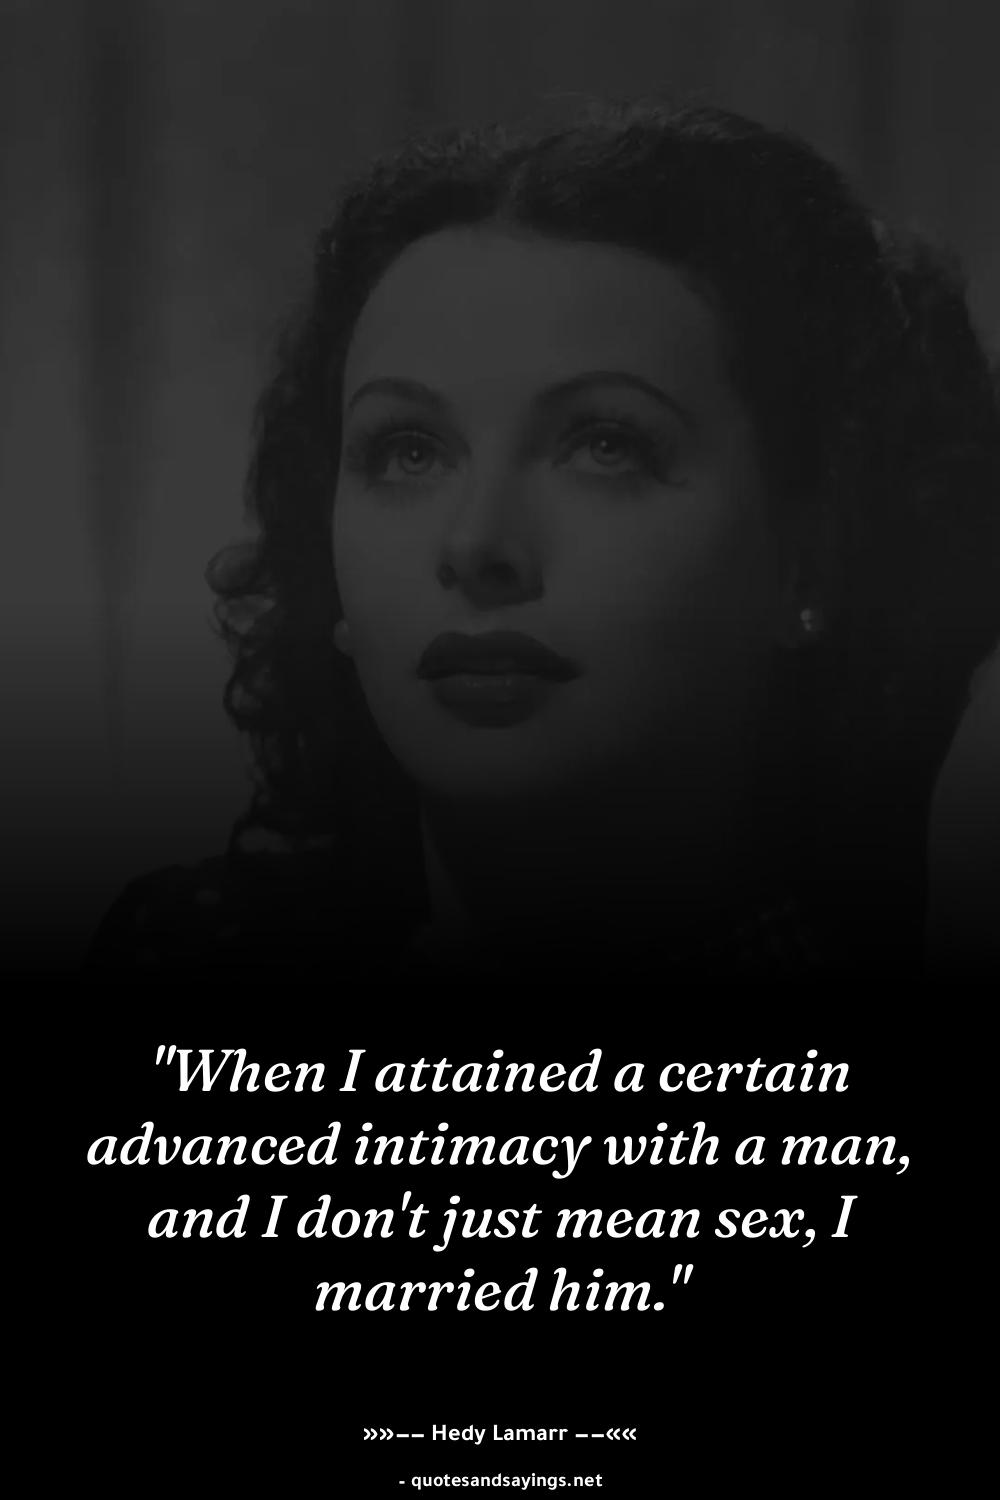 "When I attained a certain
advanced intimacy with a man,
and I don't just mean sex, I
married him."
»»−− Hedy Lamarr −−««
- quotesandsayings.net